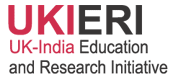 UKIERI
UK-India Education
and Research Initiative